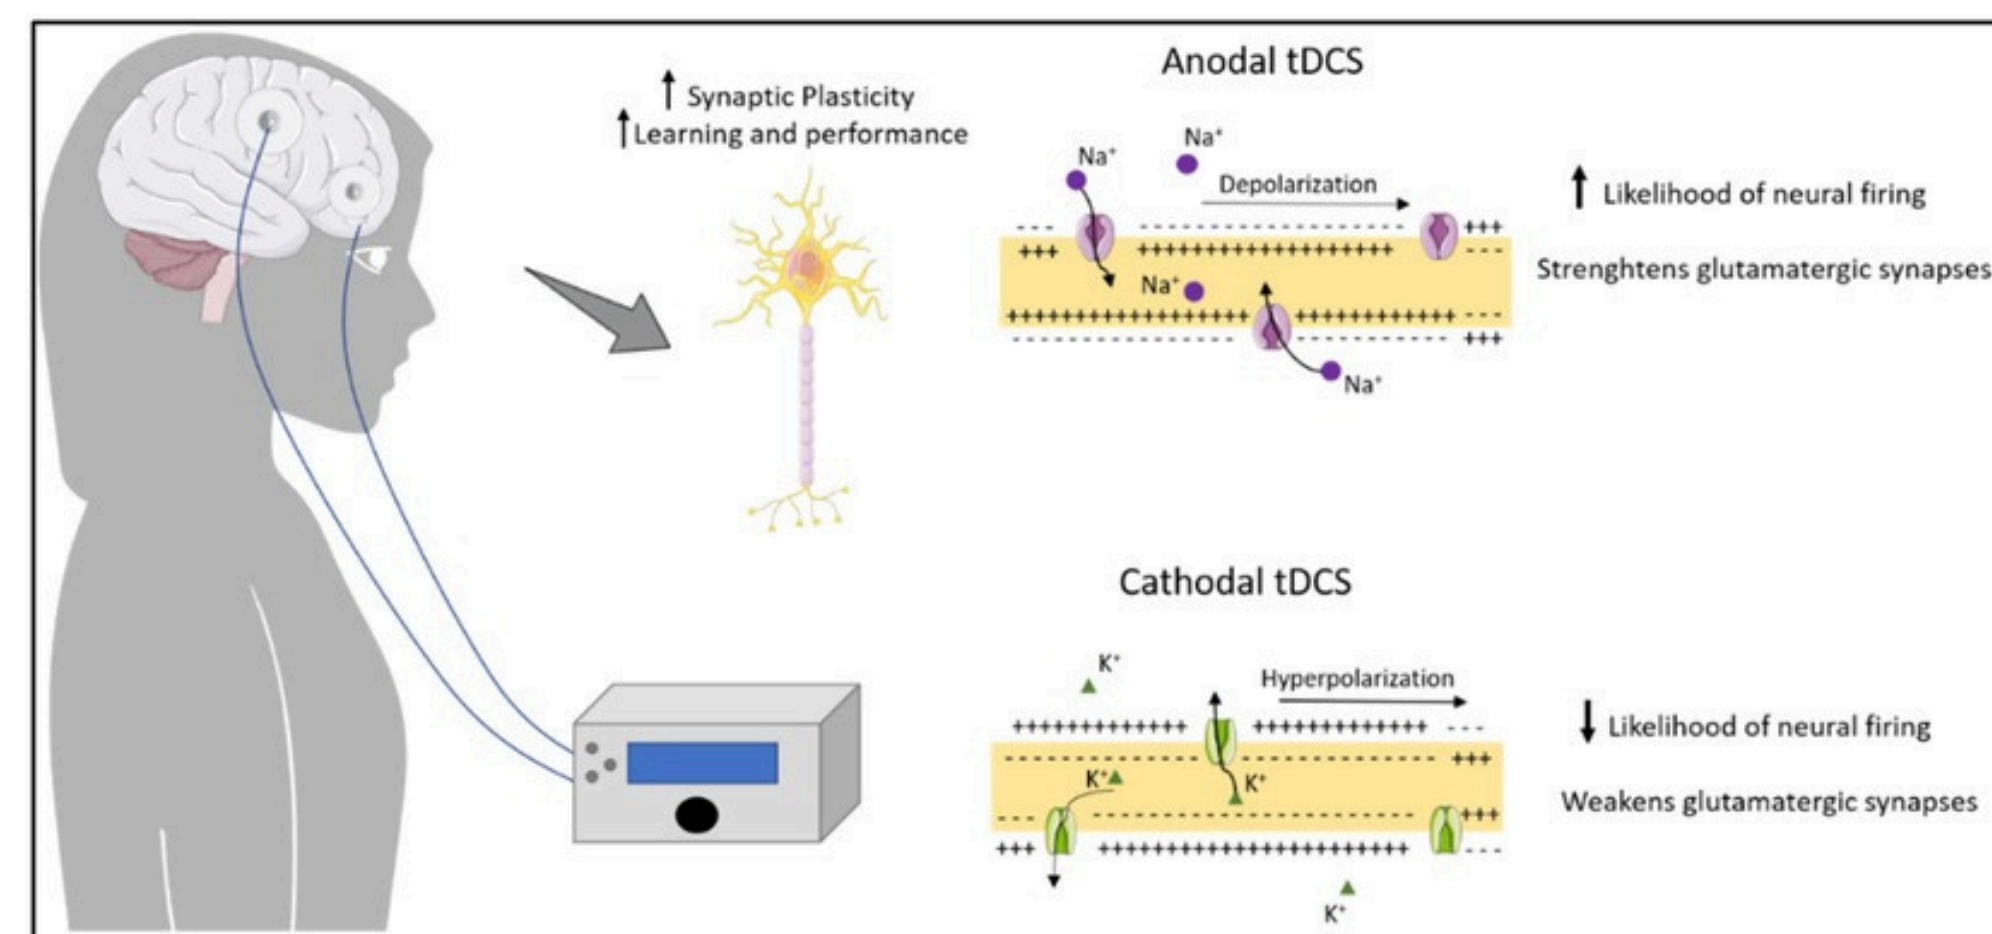 ↑ Synaptic Plasticity
↑ Learning and performance
Anodal tDCS
Na⁺
Na⁺
Depolarization
--- +++
+++ ---
Na⁺
+++ ---
--- +++
Na⁺
↑ Likelihood of neural firing
Strenghtens glutamatergic synapses
Cathodal tDCS
K⁺
Hyperpolarization
+++ ---
--- +++
K⁺
K⁺
--- +++
+++ ---
K⁺
↓ Likelihood of neural firing
Weakens glutamatergic synapses